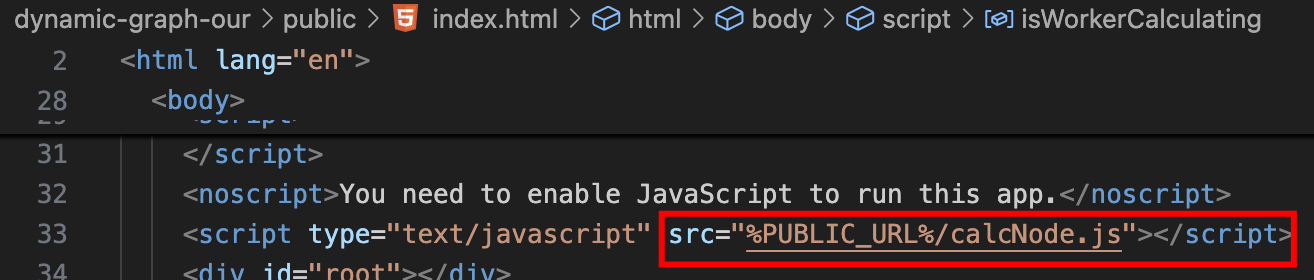 dynamic-graph-our > public > index.html > html > body > script > isWorkerCalculating
2 <html lang="en">
28 <body>
29 <script>
31 </script>
32 <noscript>You need to enable JavaScript to run this app.</noscript>
33 <script type="text/javascript" src="%PUBLIC_URL%/calcNode.js"></script>
34 <div id="root"></div>